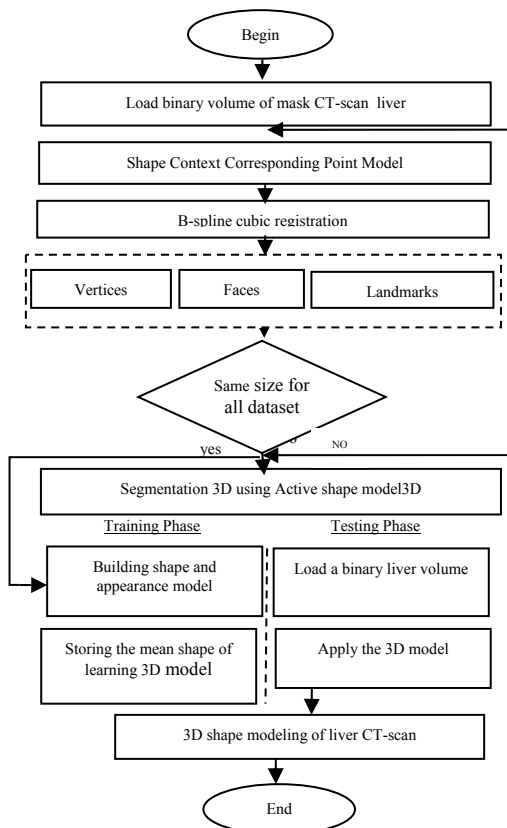 Begin
Load binary volume of mask CT-scan liver
Shape Context Corresponding Point Model
B-spline cubic registration
Vertices
Faces
Landmarks
Same size for
all dataset
yes
NO
Segmentation 3D using Active shape model3D
Training Phase
Testing Phase
Building shape and
appearance model
Load a binary liver volume
Storing the mean shape of
learning 3D model
Apply the 3D model
3D shape modeling of liver CT-scan
End